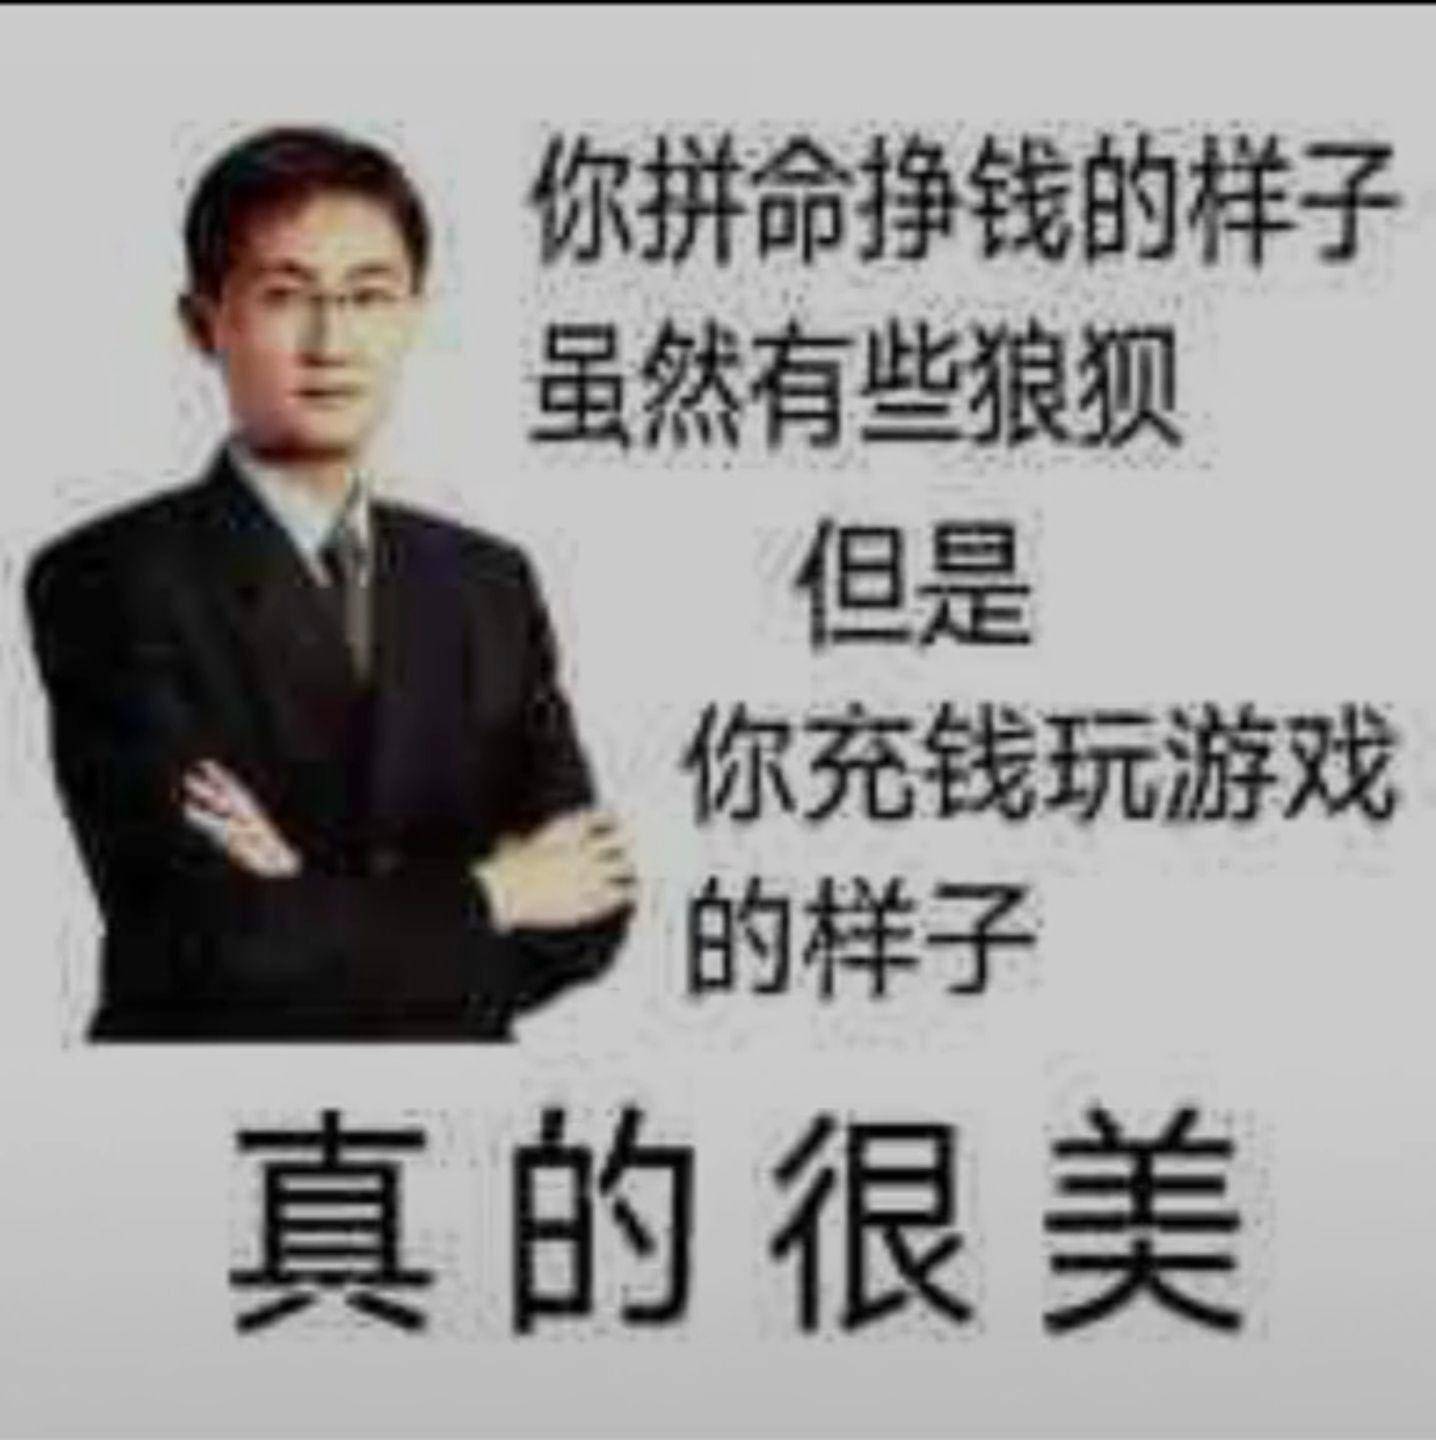 你拼命挣钱的样子
虽然有些狼狈
但是
你充钱玩游戏
的样子
真的很美